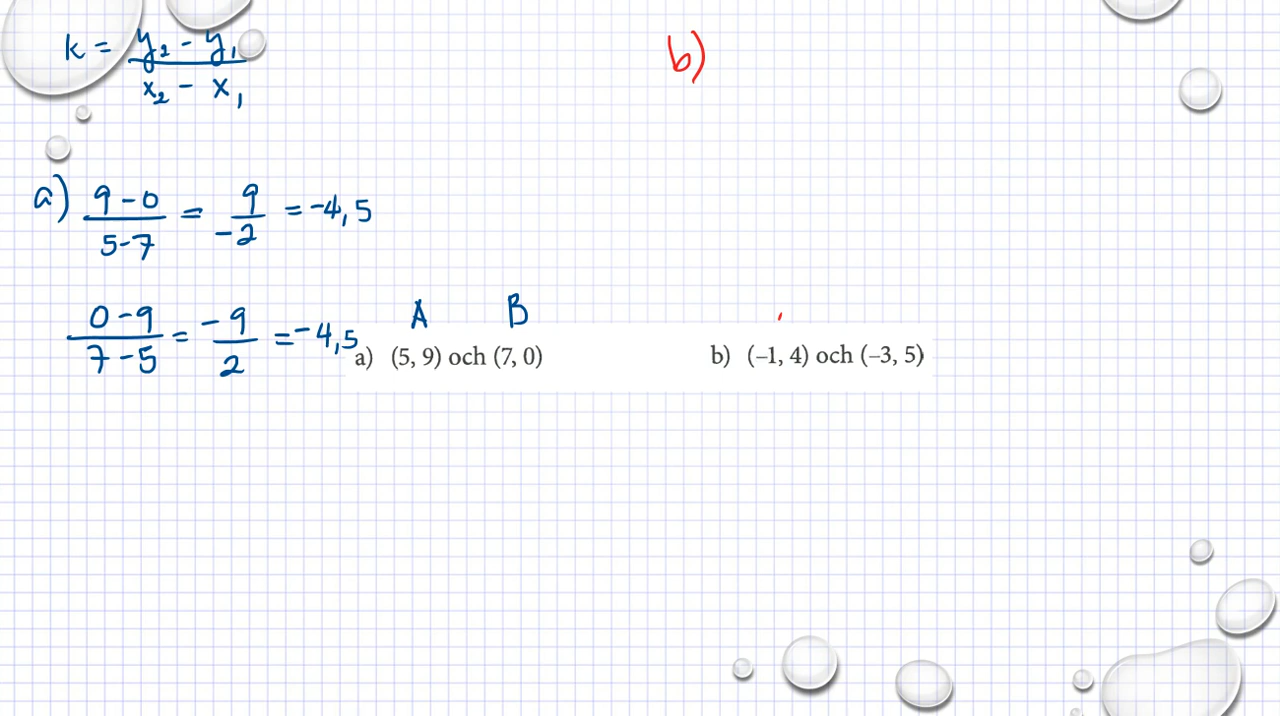 k = y₂ - y₁ / x₂ - x₁
b)
a) 9 - 0 / 5 - 7 = 9 / -2 = -4,5
0 - 9 / 7 - 5 = -9 / 2 = -4,5
A B
a) (5, 9) och (7, 0)
b) (–1, 4) och (–3, 5)